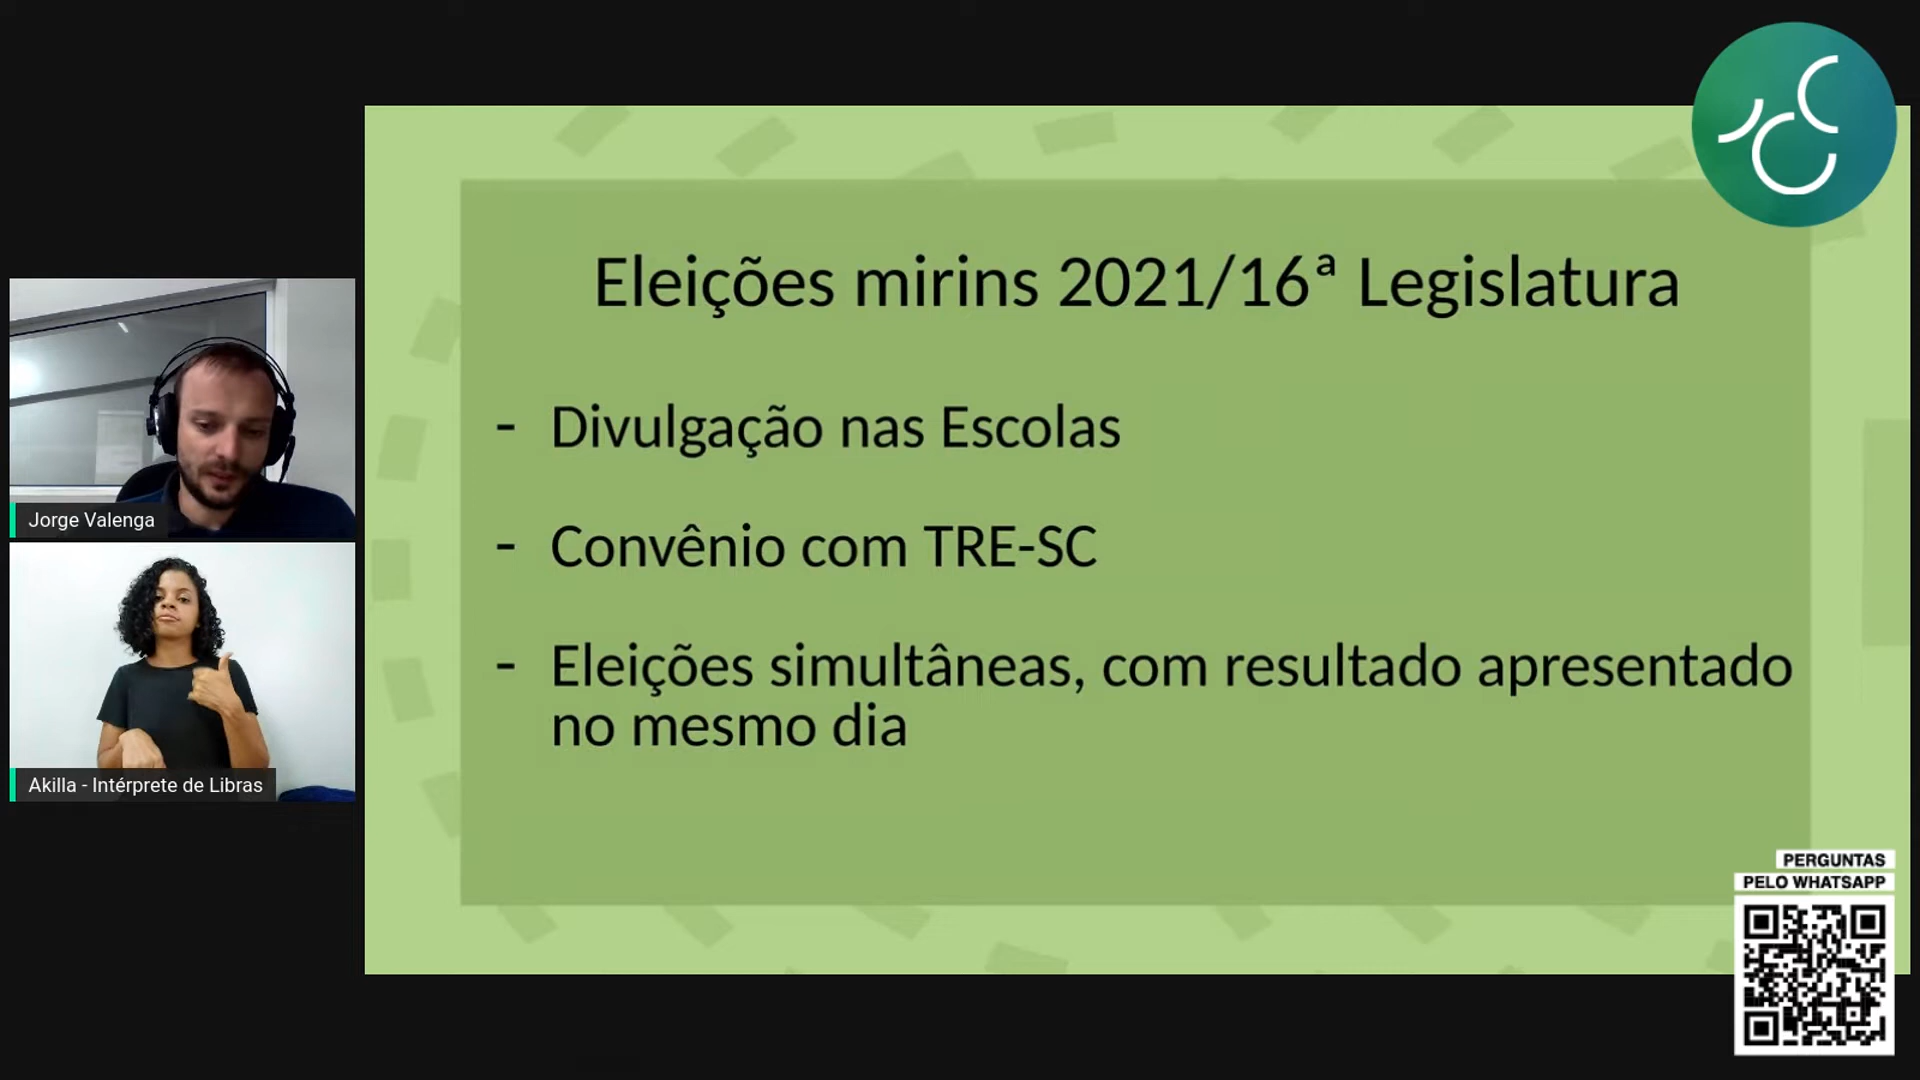 Eleições mirins 2021/16ª Legislatura
- Divulgação nas Escolas
- Convênio com TRE-SC
- Eleições simultâneas, com resultado apresentado
no mesmo dia
Jorge Valenga
Akilla - Intérprete de Libras
PERGUNTAS
PELO WHATSAPP